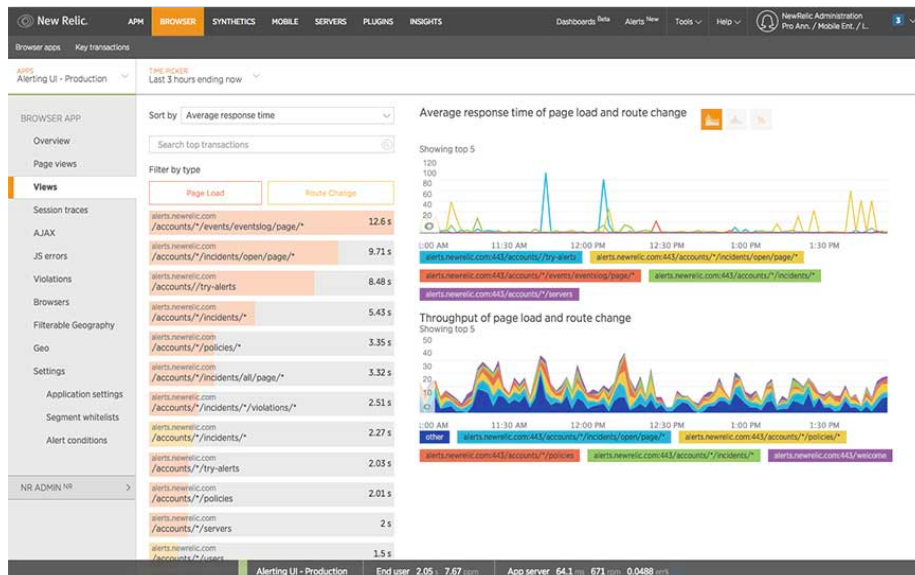 New Relic.
APM BROWSER SYNTHETICS MOBILE SERVERS PLUGINS INSIGHTS
Dashboards Beta Alerts New Tools Help
NewRelic Administration
Pro Ann. / Mobile Ent. / L.
3
Browser apps Key transactions
APPS
Alerting UI - Production
TIME PICKER
Last 3 hours ending now
BROWSER APP
Overview
Page views
Views
Session traces
AJAX
JS errors
Violations
Browsers
Filterable Geography
Geo
Settings
Application settings
Segment whitelists
Alert conditions
NR ADMIN NR
Sort by Average response time
Search top transactions
Filter by type
Page Load Route Change
alerts.newrelic.com
/accounts/*/events/eventslog/page/* 12.6 s
alerts.newrelic.com
/accounts/*/incidents/open/page/* 9.71 s
alerts.newrelic.com
/accounts//try-alerts 8.48 s
alerts.newrelic.com
/accounts/*/incidents/* 5.43 s
alerts.newrelic.com
/accounts/*/policies/* 3.35 s
alerts.newrelic.com
/accounts/*/incidents/all/page/* 3.32 s
alerts.newrelic.com
/accounts/*/incidents/*/violations/* 2.51 s
alerts.newrelic.com
/accounts/*/incidents/* 2.27 s
alerts.newrelic.com
/accounts/*/try-alerts 2.03 s
alerts.newrelic.com
/accounts/*/policies 2.01 s
alerts.newrelic.com
/accounts/*/servers 2 s
alerts.newrelic.com
/accounts/*/users 1.5 s
Average response time of page load and route change
Showing top 5
120
100
80
60
40
20
:00 AM 11:30 AM 12:00 PM 12:30 PM 1:00 PM 1:30 PM
alerts.newrelic.com:443/accounts//try-alerts alerts.newrelic.com:443/accounts/*/incidents/open/page/*
alerts.newrelic.com:443/accounts/*/events/eventslog/page/* alerts.newrelic.com:443/accounts/*/incidents/*
alerts.newrelic.com:443/accounts/*/servers
Throughput of page load and route change
Showing top 5
50
40
30
20
10
:00 AM 11:30 AM 12:00 PM 12:30 PM 1:00 PM 1:30 PM
other alerts.newrelic.com:443/accounts/*/incidents/open/page/* alerts.newrelic.com:443/accounts/*/policies/*
alerts.newrelic.com:443/accounts/*/policies alerts.newrelic.com:443/accounts/*/incidents/* alerts.newrelic.com:443/welcome
Alerting UI - Production End user 2.05 s 7.67 ppm App server 64.1 ms 671 rpm 0.0488 err%